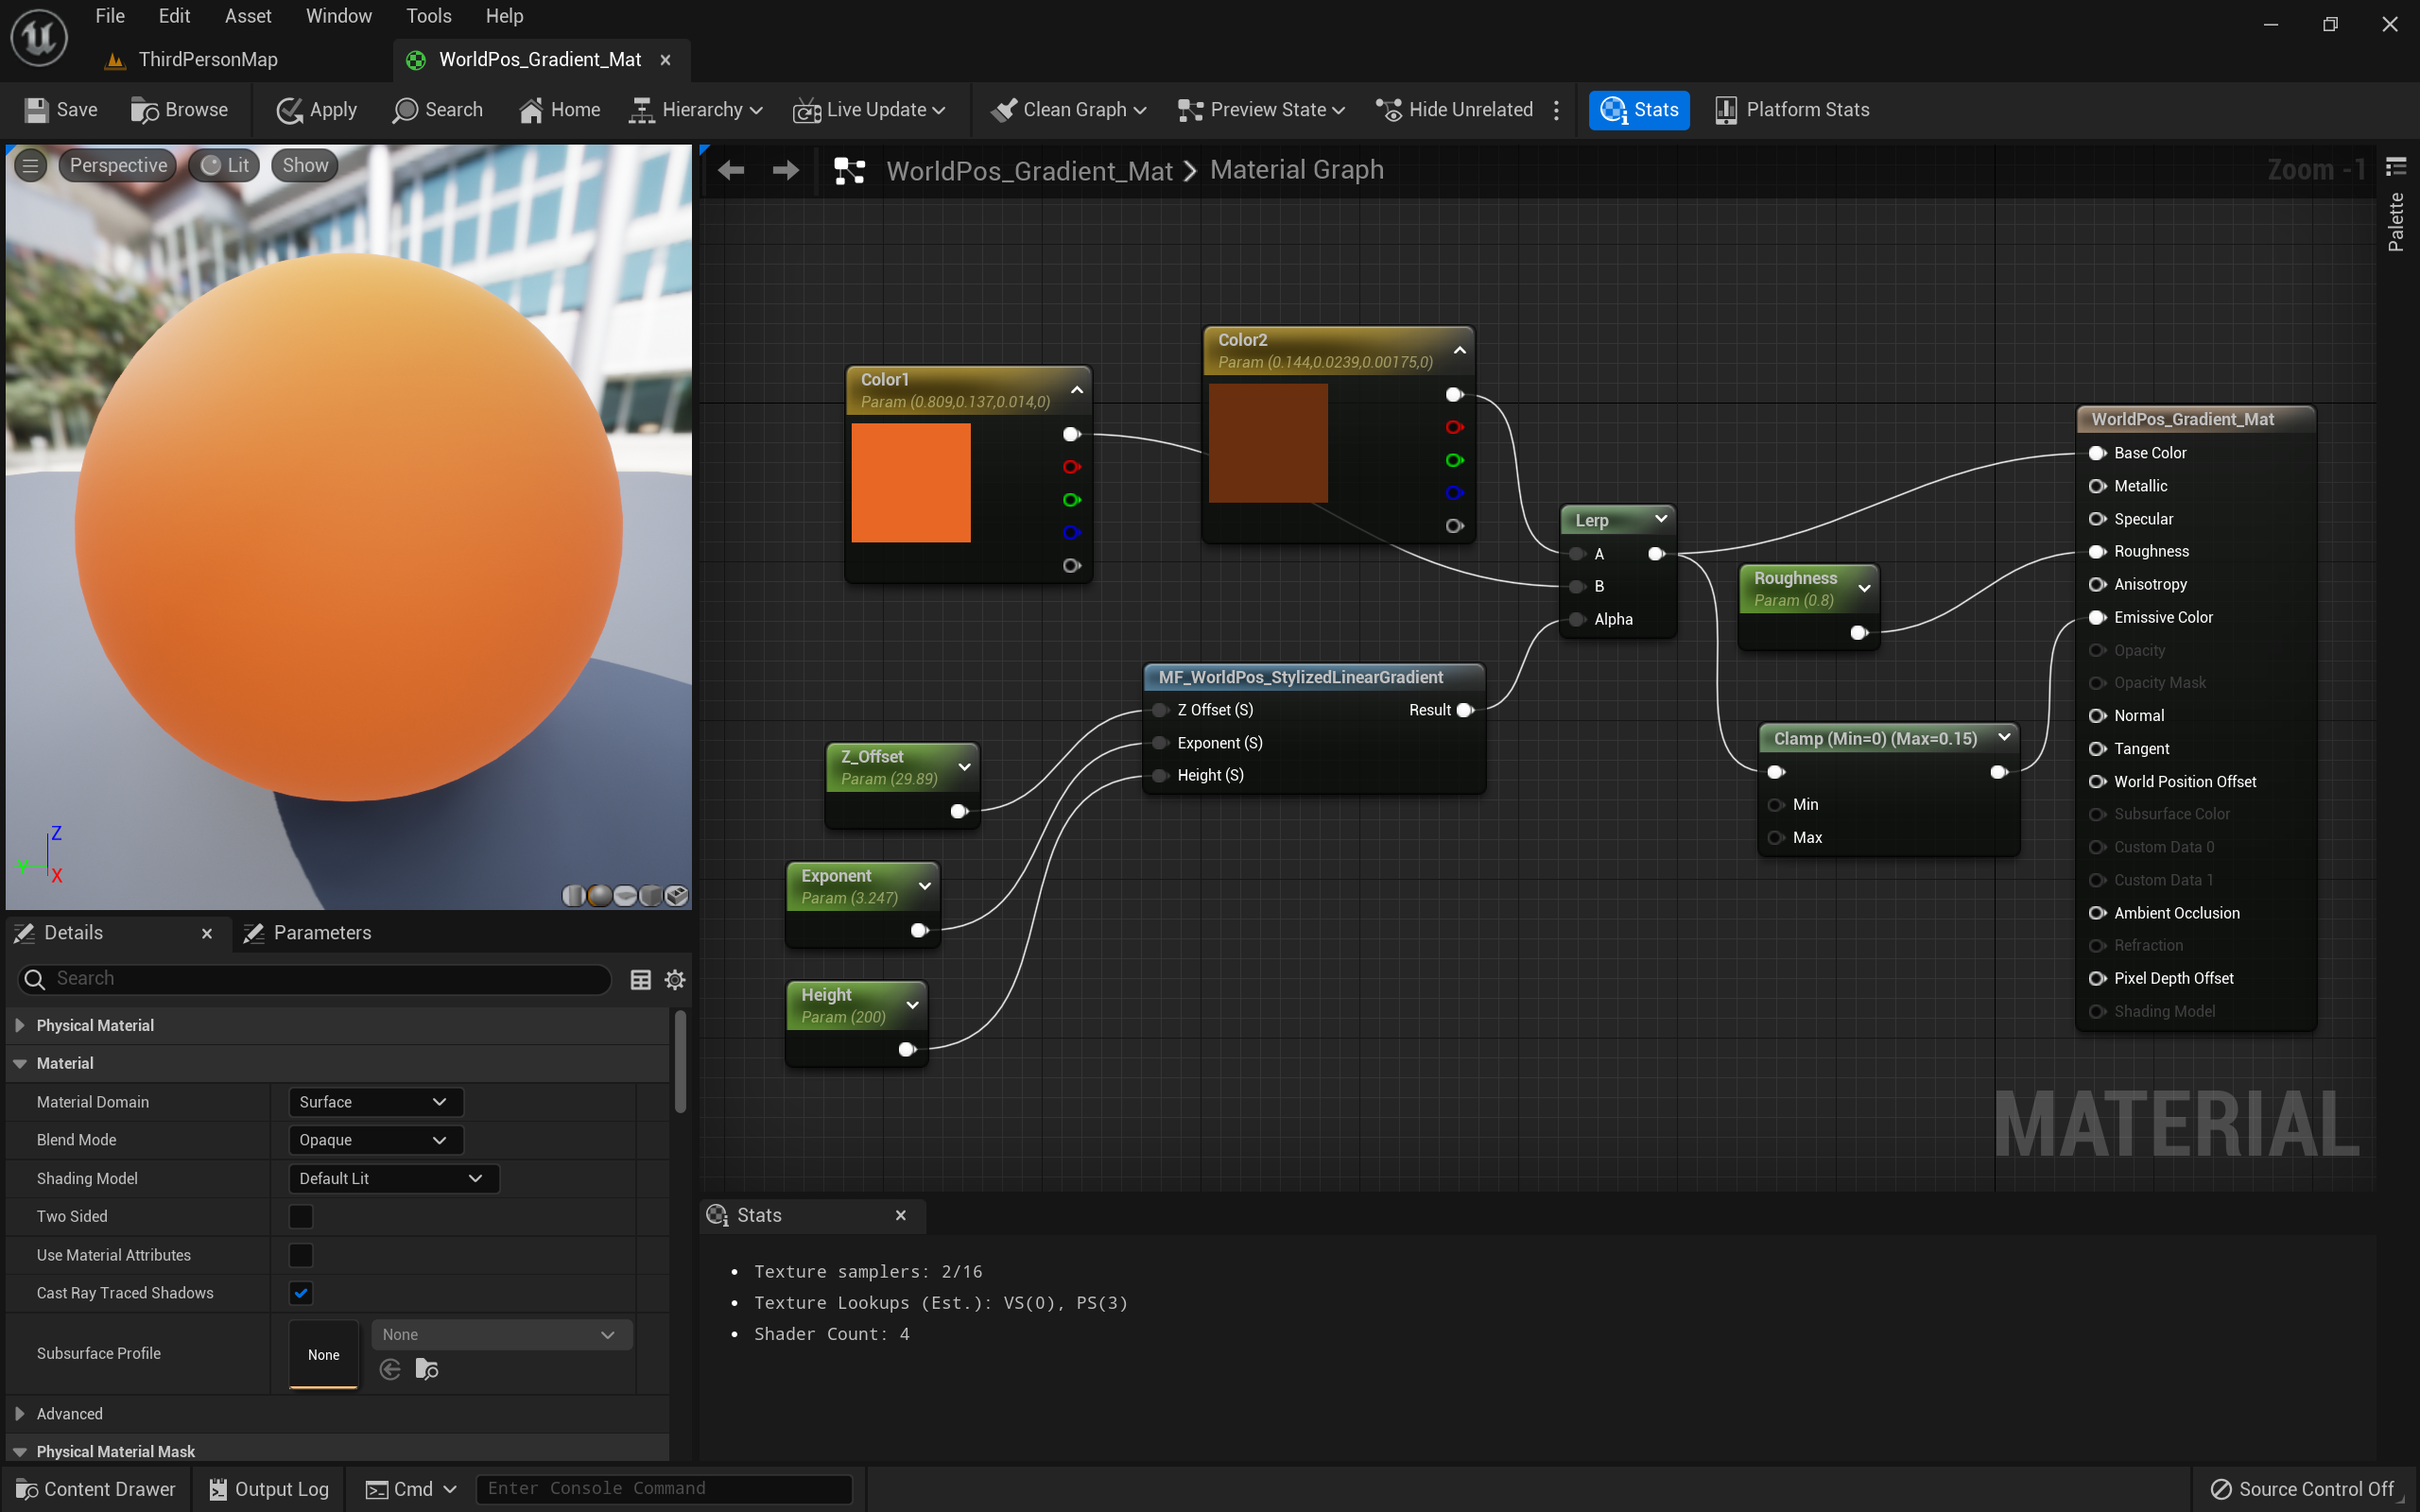 File Edit Asset Window Tools Help
ThirdPersonMap
WorldPos_Gradient_Mat
Save Browse Apply Search Home Hierarchy Live Update Clean Graph Preview State Hide Unrelated Stats Platform Stats
Perspective Lit Show
WorldPos_Gradient_Mat > Material Graph
Zoom -1
Palette
Color1
Param (0.809,0.137,0.014,0)
Color2
Param (0.144,0.0239,0.00175,0)
Lerp
A
B
Alpha
Roughness
Param (0.8)
MF_WorldPos_StylizedLinearGradient
Z Offset (S) Result
Exponent (S)
Height (S)
Z_Offset
Param (29.89)
Exponent
Param (3.247)
Height
Param (200)
Clamp (Min=0) (Max=0.15)
Min
Max
WorldPos_Gradient_Mat
Base Color
Metallic
Specular
Roughness
Anisotropy
Emissive Color
Opacity
Opacity Mask
Normal
Tangent
World Position Offset
Subsurface Color
Custom Data 0
Custom Data 1
Ambient Occlusion
Refraction
Pixel Depth Offset
Shading Model
MATERIAL
Z
Y
X
Details Parameters
Search
Physical Material
Material
Material Domain Surface
Blend Mode Opaque
Shading Model Default Lit
Two Sided
Use Material Attributes
Cast Ray Traced Shadows
Subsurface Profile None None
Advanced
Physical Material Mask
Stats
• Texture samplers: 2/16
• Texture Lookups (Est.): VS(0), PS(3)
• Shader Count: 4
Content Drawer Output Log Cmd Enter Console Command Source Control Off